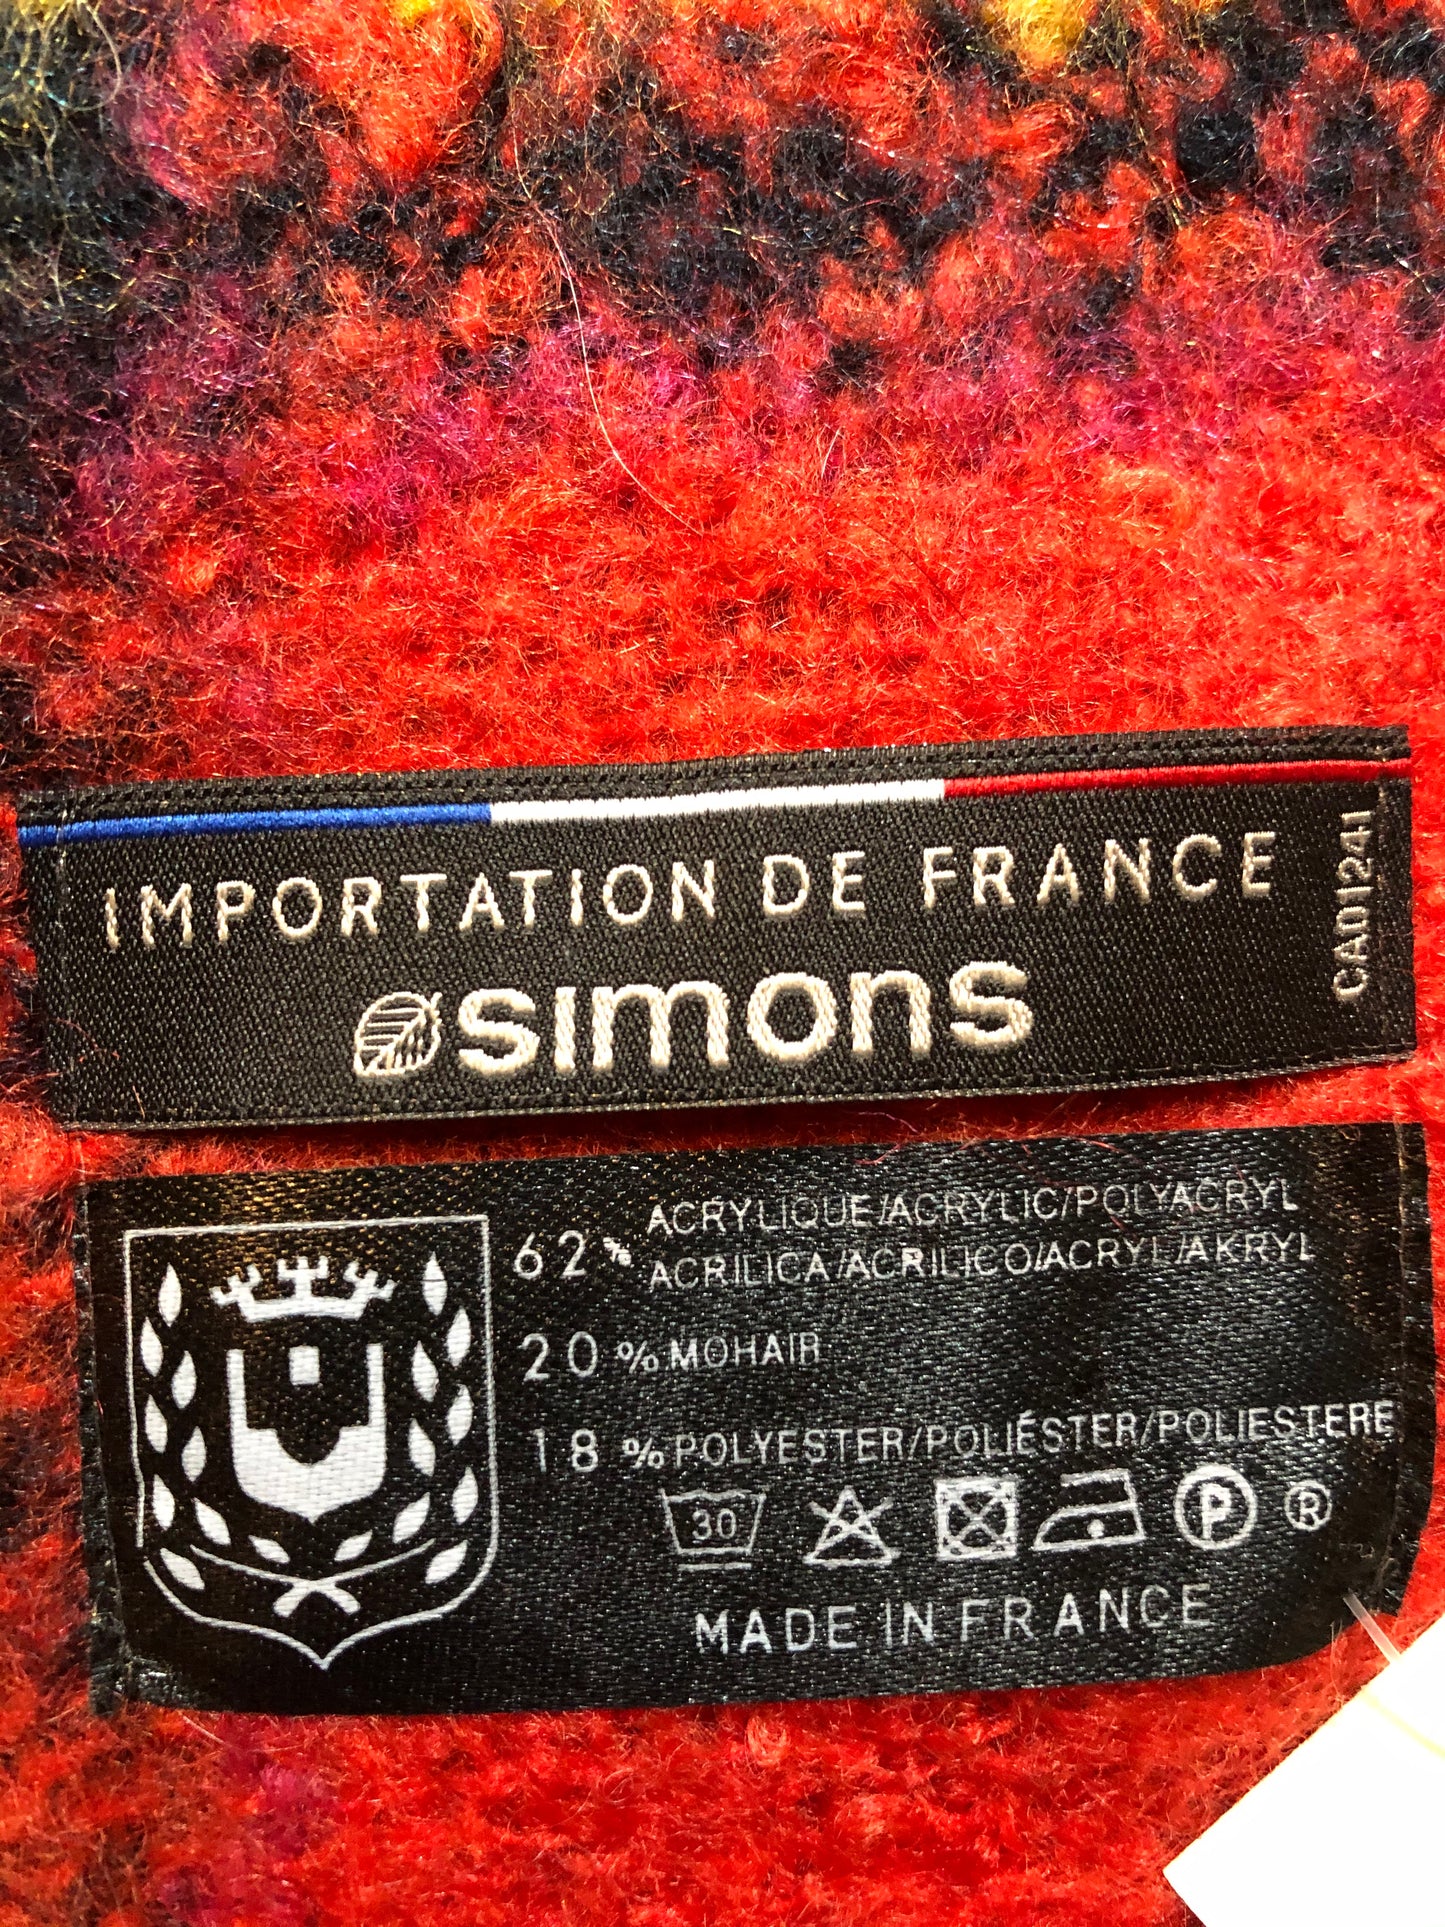 IMPORTATION DE FRANCE
simons
CA01241
62 % ACRYLIQUE/ACRYLIC/POLYACRYL
ACRILICA/ACRILICO/ACRYL/AKRYL
20 % MOHAIR
18 % POLYESTER/POLIÉSTER/POLIESTERE
30 P ®
MADE IN FRANCE